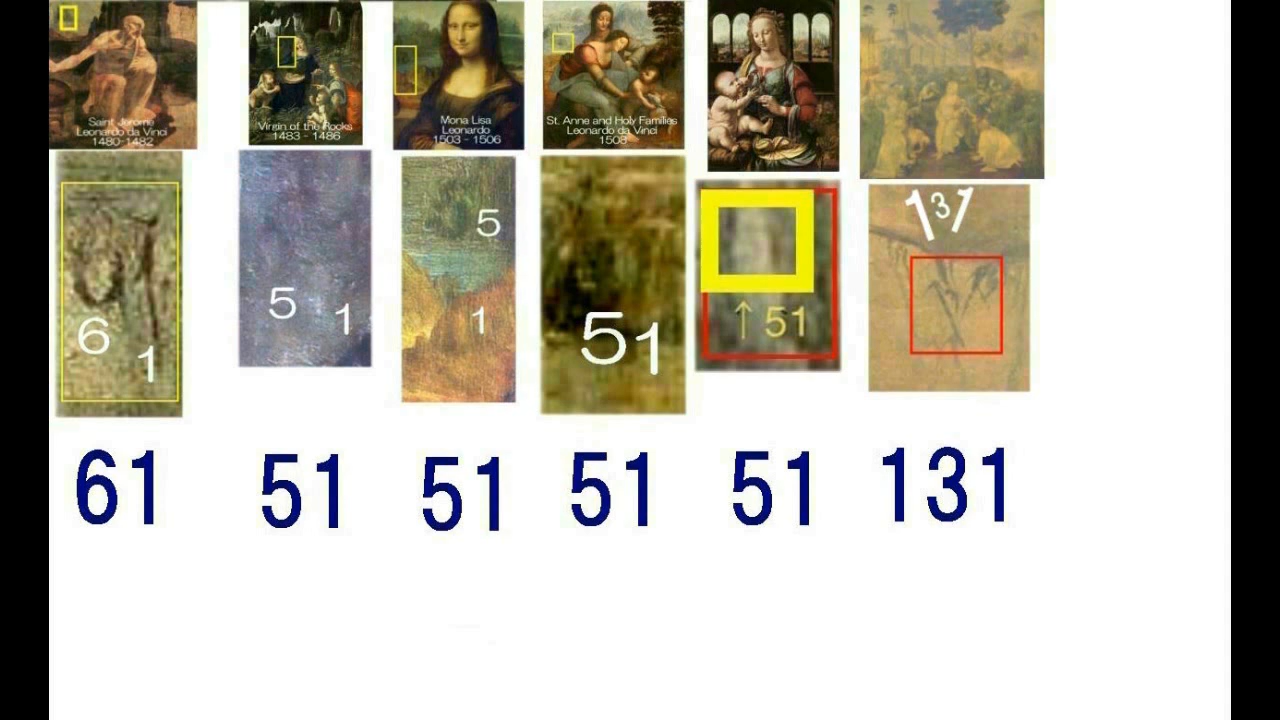 Saint Jerome
Leonardo da Vinci
1480-1482
Virgin of the Rocks
1483 - 1486
Mona Lisa
Leonardo
1503 - 1506
St. Anne and Holy Families
Leonardo da Vinci
1508
6 1
5 1
5
1
51
↑ 51
131
61 51 51 51 51 131